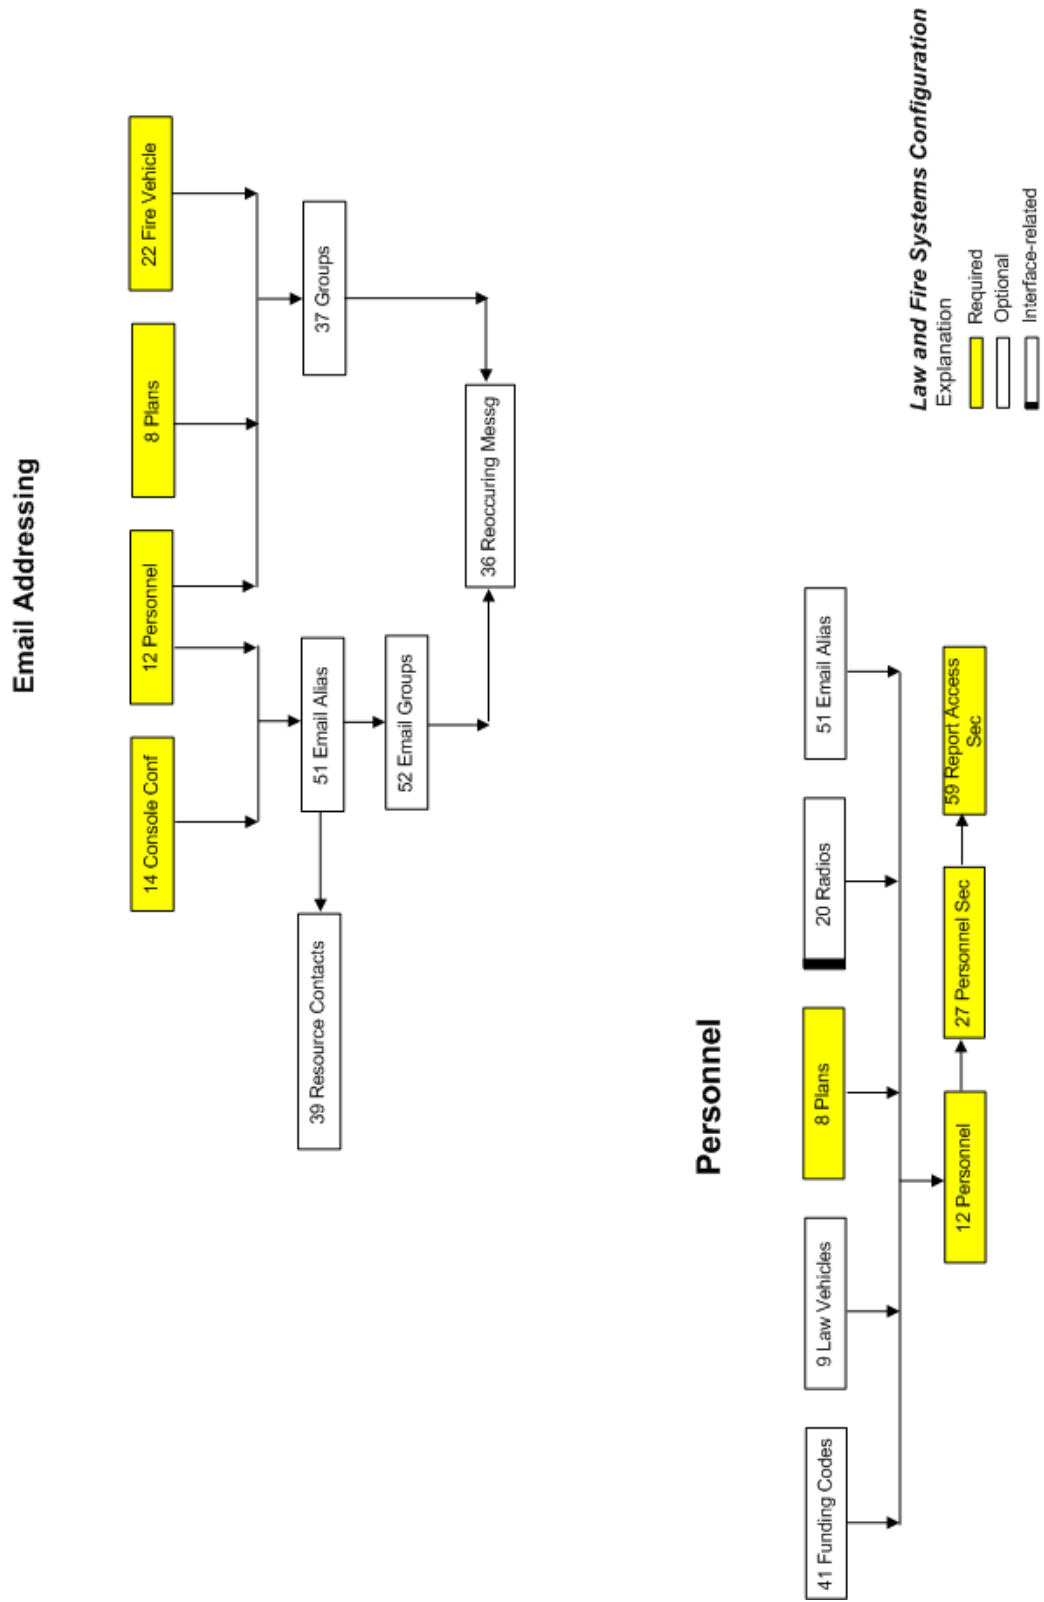 Email Addressing
14 Console Conf
12 Personnel
8 Plans
22 Fire Vehicle
39 Resource Contacts
51 Email Alias
37 Groups
52 Email Groups
36 Reoccuring Messg
Personnel
41 Funding Codes
9 Law Vehicles
8 Plans
20 Radios
51 Email Alias
12 Personnel
27 Personnel Sec
59 Report Access
Sec
Law and Fire Systems Configuration
Explanation
Required
Optional
Interface-related